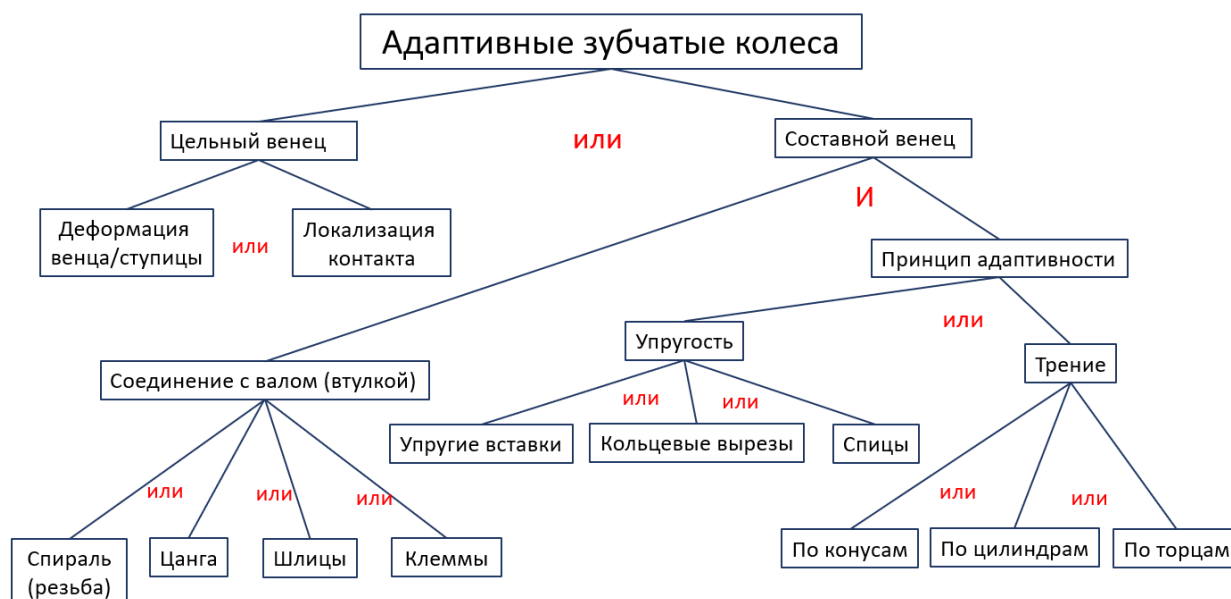 Адаптивные зубчатые колеса
Цельный венец
или
Составной венец
И
Деформация
венца/ступицы
или
Локализация
контакта
Принцип адаптивности
или
Упругость
Трение
Соединение с валом (втулкой)
или
или
Упругие вставки
Кольцевые вырезы
Спицы
или
или
или
или
или
Спираль
(резьба)
Цанга
Шлицы
Клеммы
По конусам
По цилиндрам
По торцам